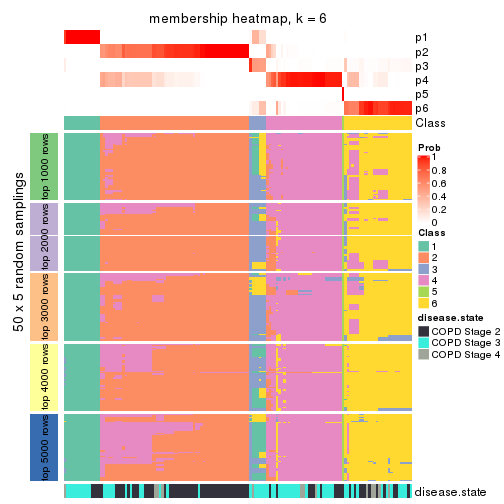 membership heatmap, k = 6
p1
p2
p3
p4
p5
p6
Class
50 x 5 random samplings
top 1000 rows
top 2000 rows
top 3000 rows
top 4000 rows
top 5000 rows
disease.state
Prob
1
0.8
0.6
0.4
0.2
0
Class
1
2
3
4
5
6
disease.state
COPD Stage 2
COPD Stage 3
COPD Stage 4